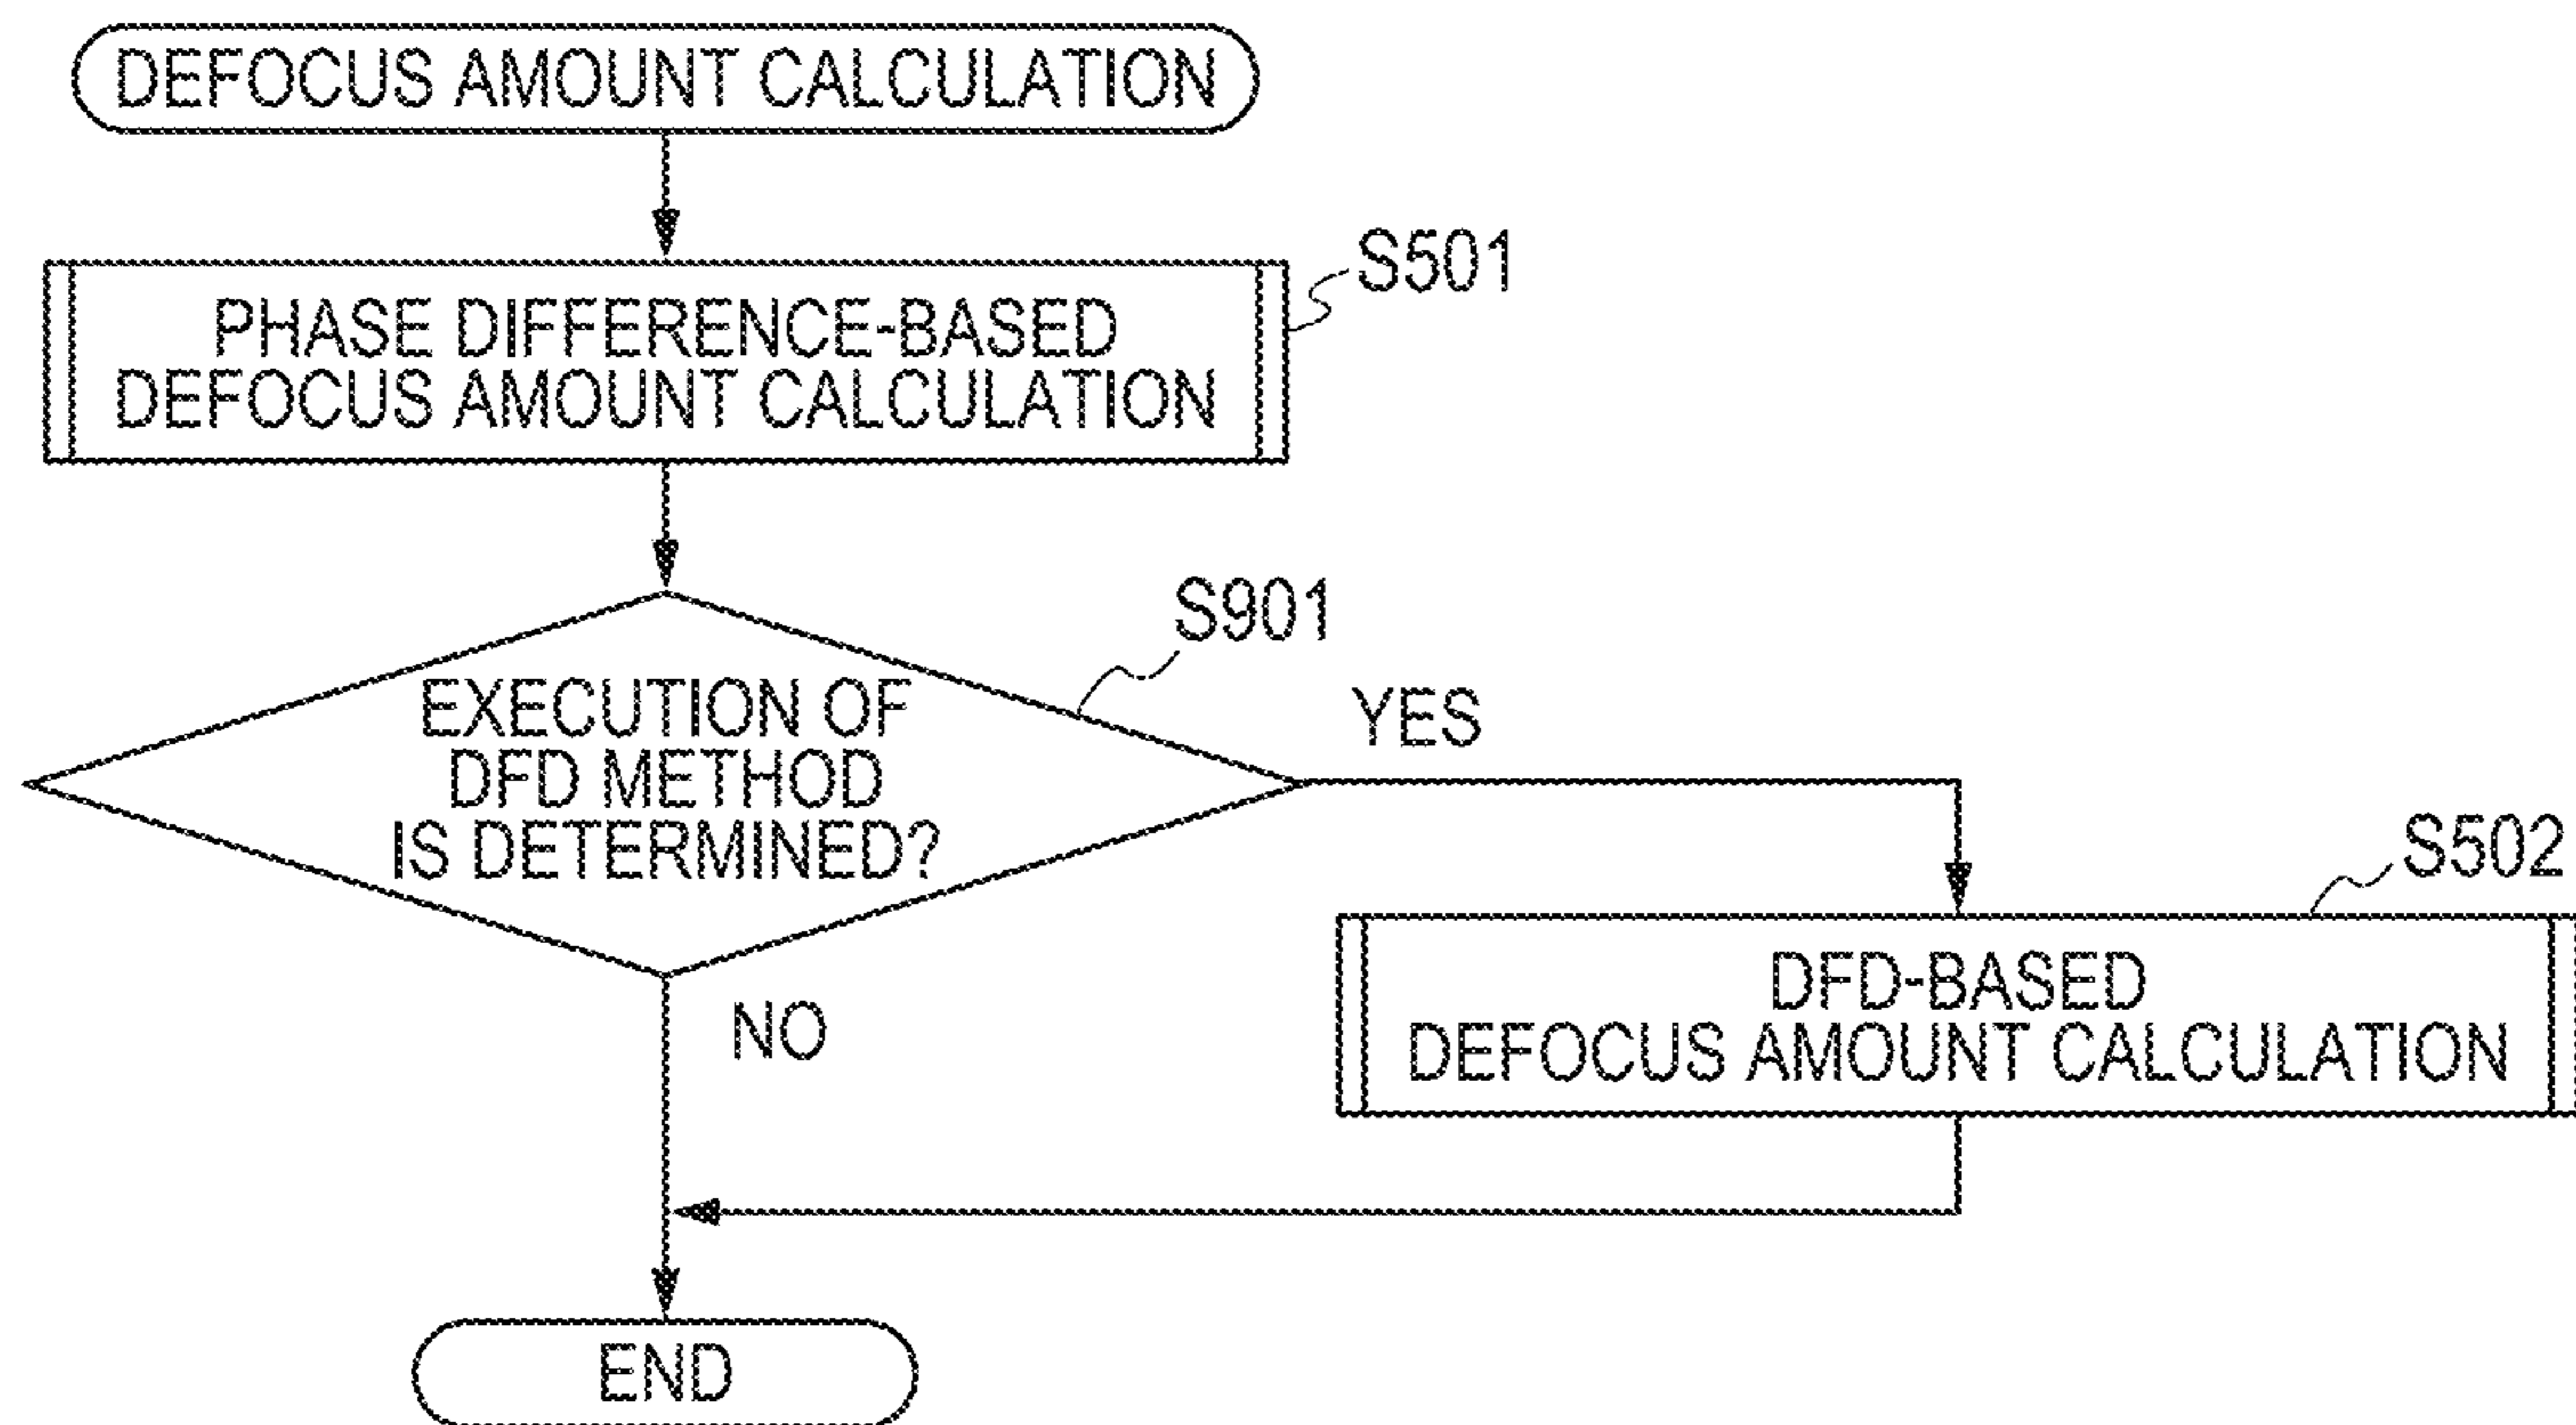 DEFOCUS AMOUNT CALCULATION
S501
PHASE DIFFERENCE-BASED
DEFOCUS AMOUNT CALCULATION
S901
EXECUTION OF
DFD METHOD
IS DETERMINED?
YES
S502
DFD-BASED
DEFOCUS AMOUNT CALCULATION
NO
END